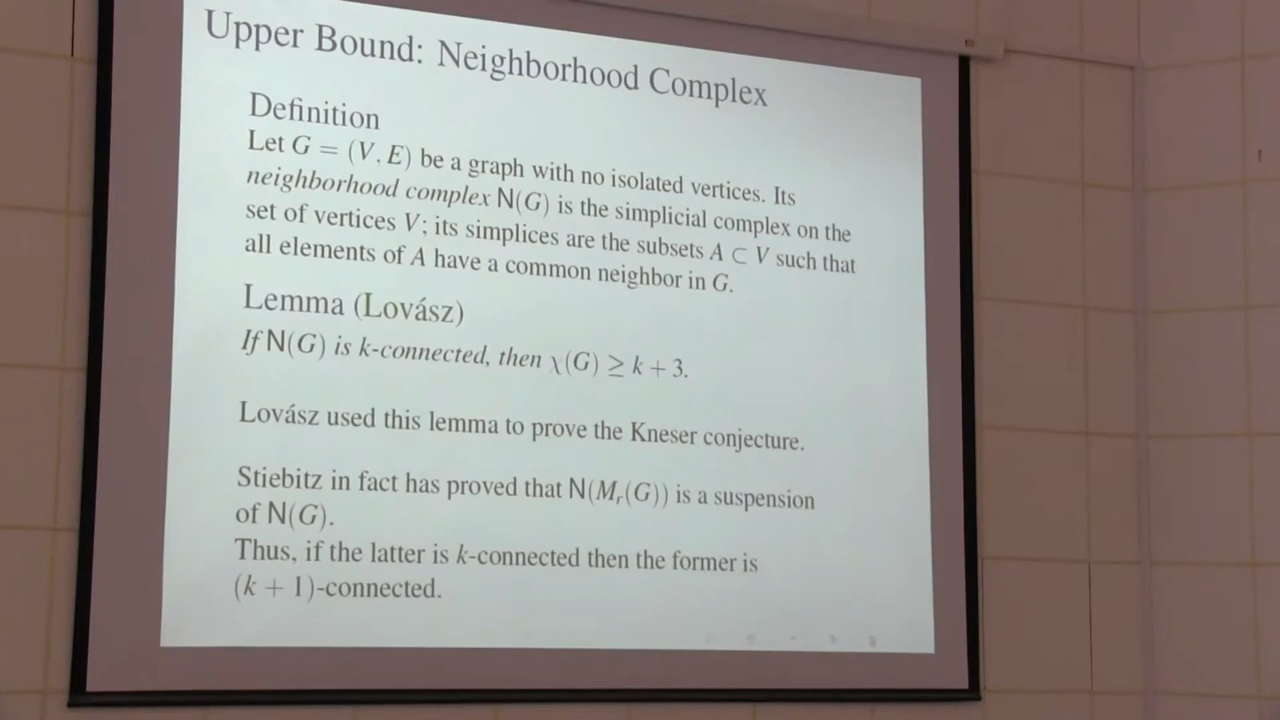 Upper Bound: Neighborhood Complex
Definition
Let G = (V, E) be a graph with no isolated vertices. Its
neighborhood complex N(G) is the simplicial complex on the
set of vertices V; its simplices are the subsets A ⊂ V such that
all elements of A have a common neighbor in G.
Lemma (Lovász)
If N(G) is k-connected, then χ(G) ≥ k + 3.
Lovász used this lemma to prove the Kneser conjecture.
Stiebitz in fact has proved that N(Mᵣ(G)) is a suspension
of N(G).
Thus, if the latter is k-connected then the former is
(k + 1)-connected.